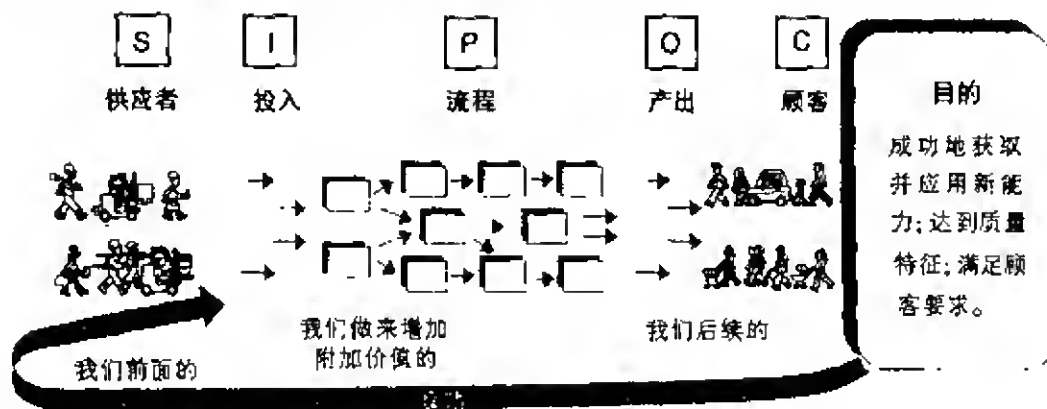 S I P O C
供应者 投入 流程 产出 顾客
目的
成功地获取
并应用新能
力;达到质量
特征;满足顾
客要求。
我们做来增加
附加价值的
我们后续的
我们前面的